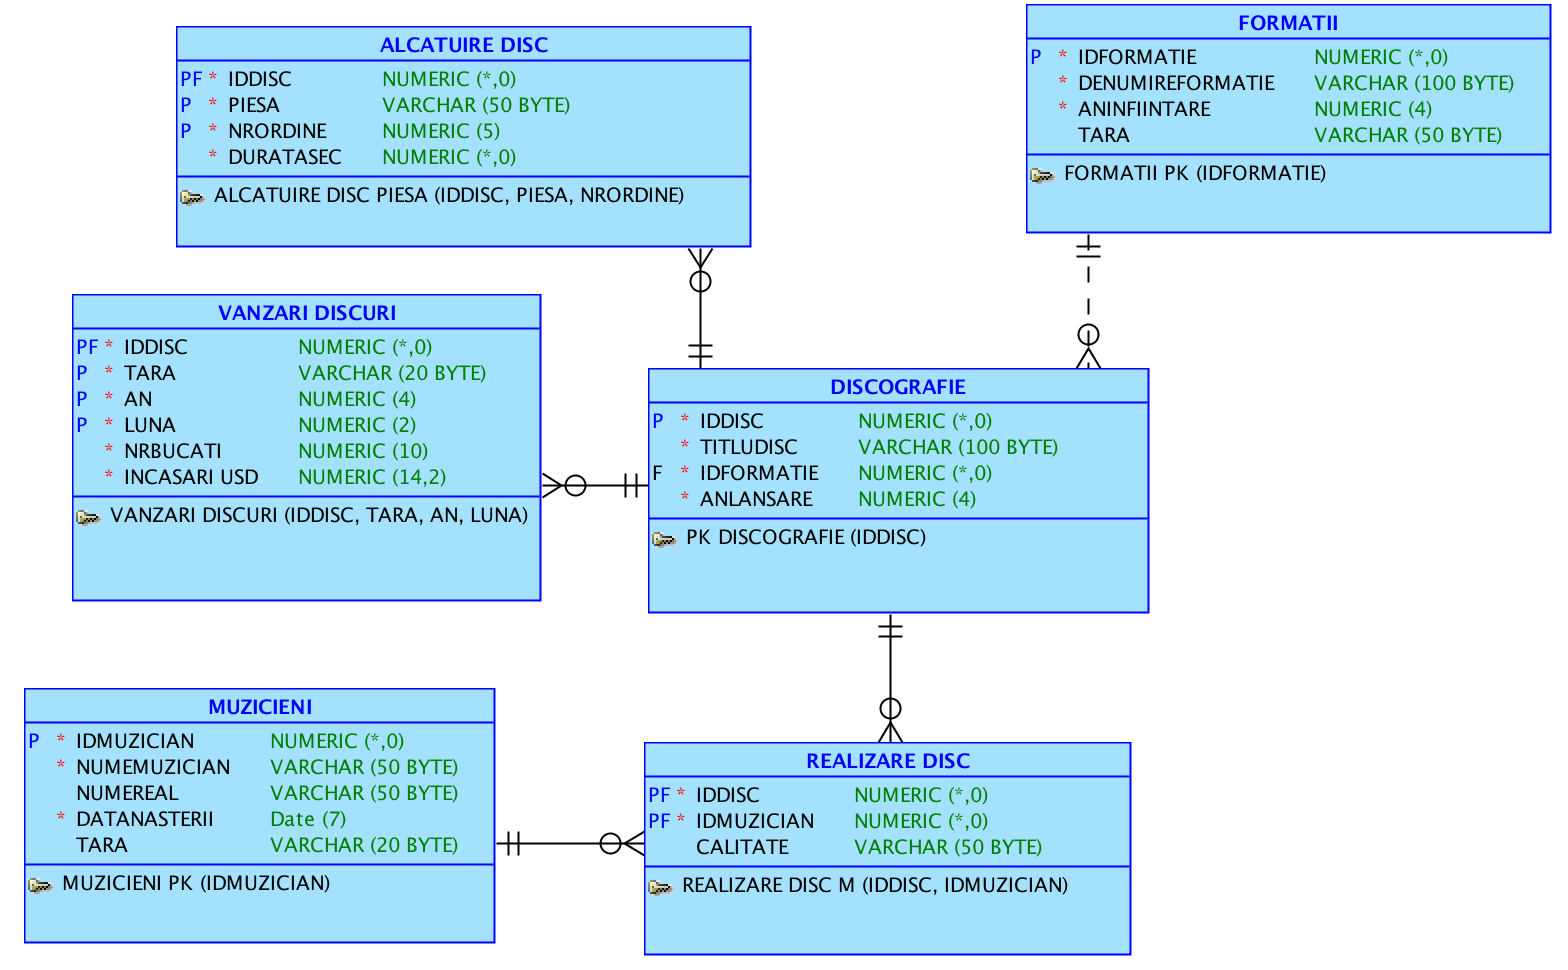 ALCATUIRE DISC
PF * IDDISC NUMERIC (*,0)
P * PIESA VARCHAR (50 BYTE)
P * NRORDINE NUMERIC (5)
* DURATASEC NUMERIC (*,0)
ALCATUIRE DISC PIESA (IDDISC, PIESA, NRORDINE)
FORMATII
P * IDFORMATIE NUMERIC (*,0)
* DENUMIREFORMATIE VARCHAR (100 BYTE)
* ANINFIINTARE NUMERIC (4)
TARA VARCHAR (50 BYTE)
FORMATII PK (IDFORMATIE)
VANZARI DISCURI
PF * IDDISC NUMERIC (*,0)
P * TARA VARCHAR (20 BYTE)
P * AN NUMERIC (4)
P * LUNA NUMERIC (2)
* NRBUCATI NUMERIC (10)
* INCASARI USD NUMERIC (14,2)
VANZARI DISCURI (IDDISC, TARA, AN, LUNA)
DISCOGRAFIE
P * IDDISC NUMERIC (*,0)
* TITLUDISC VARCHAR (100 BYTE)
F * IDFORMATIE NUMERIC (*,0)
* ANLANSARE NUMERIC (4)
PK DISCOGRAFIE (IDDISC)
MUZICIENI
P * IDMUZICIAN NUMERIC (*,0)
* NUMEMUZICIAN VARCHAR (50 BYTE)
NUMEREAL VARCHAR (50 BYTE)
* DATANASTERII Date (7)
TARA VARCHAR (20 BYTE)
MUZICIENI PK (IDMUZICIAN)
REALIZARE DISC
PF * IDDISC NUMERIC (*,0)
PF * IDMUZICIAN NUMERIC (*,0)
CALITATE VARCHAR (50 BYTE)
REALIZARE DISC M (IDDISC, IDMUZICIAN)